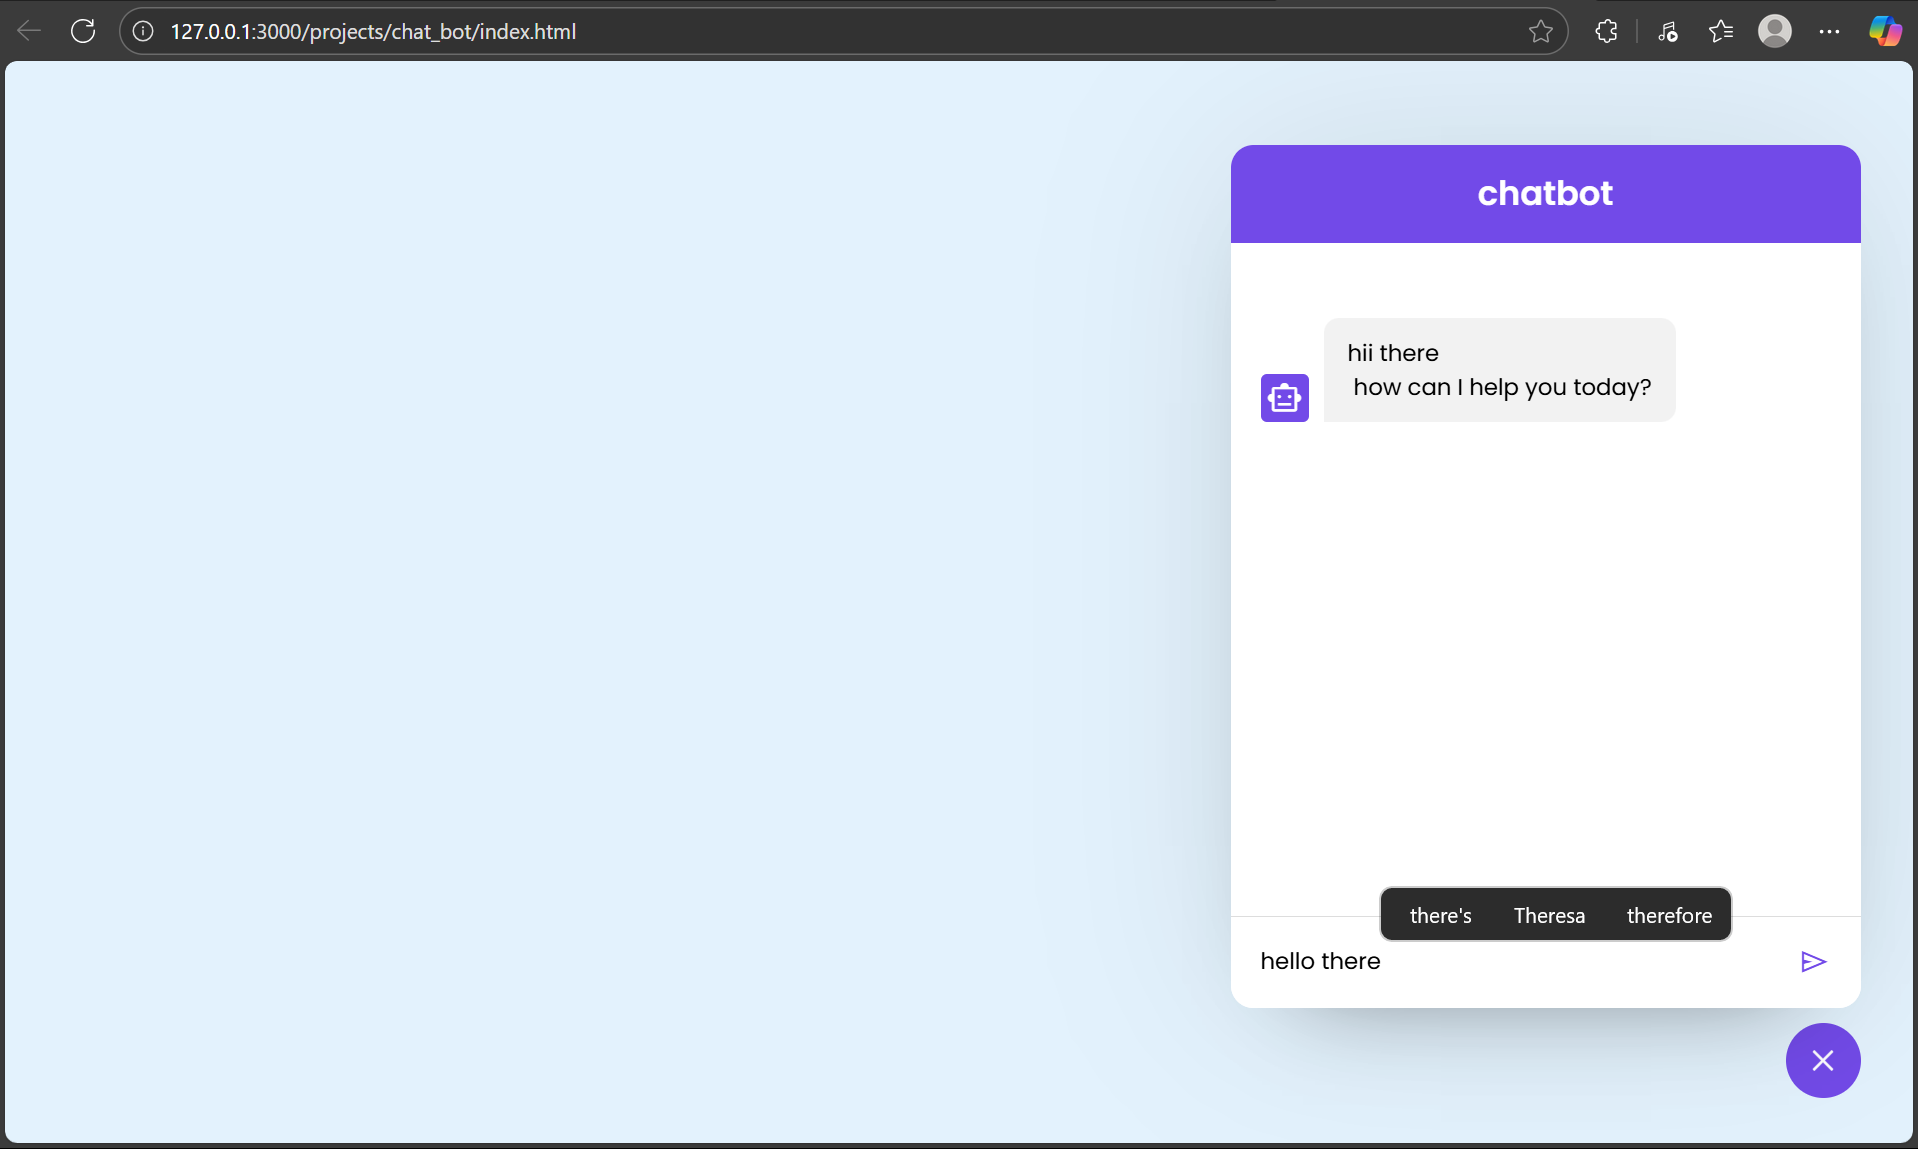 127.0.0.1:3000/projects/chat_bot/index.html
chatbot
hii there
how can I help you today?
there's Theresa therefore
hello there